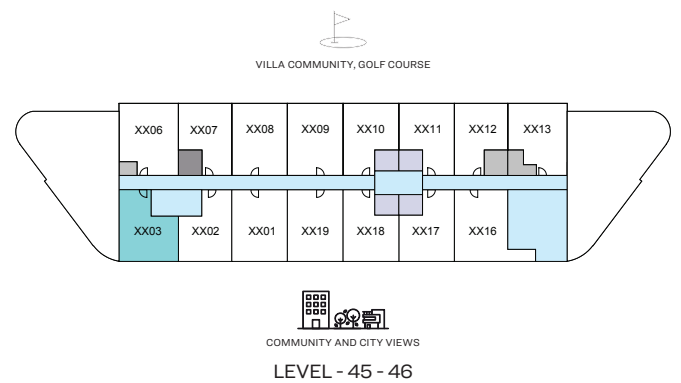 VILLA COMMUNITY, GOLF COURSE
XX06 XX07 XX08 XX09 XX10 XX11 XX12 XX13
XX03 XX02 XX01 XX19 XX18 XX17 XX16
COMMUNITY AND CITY VIEWS
LEVEL - 45 - 46